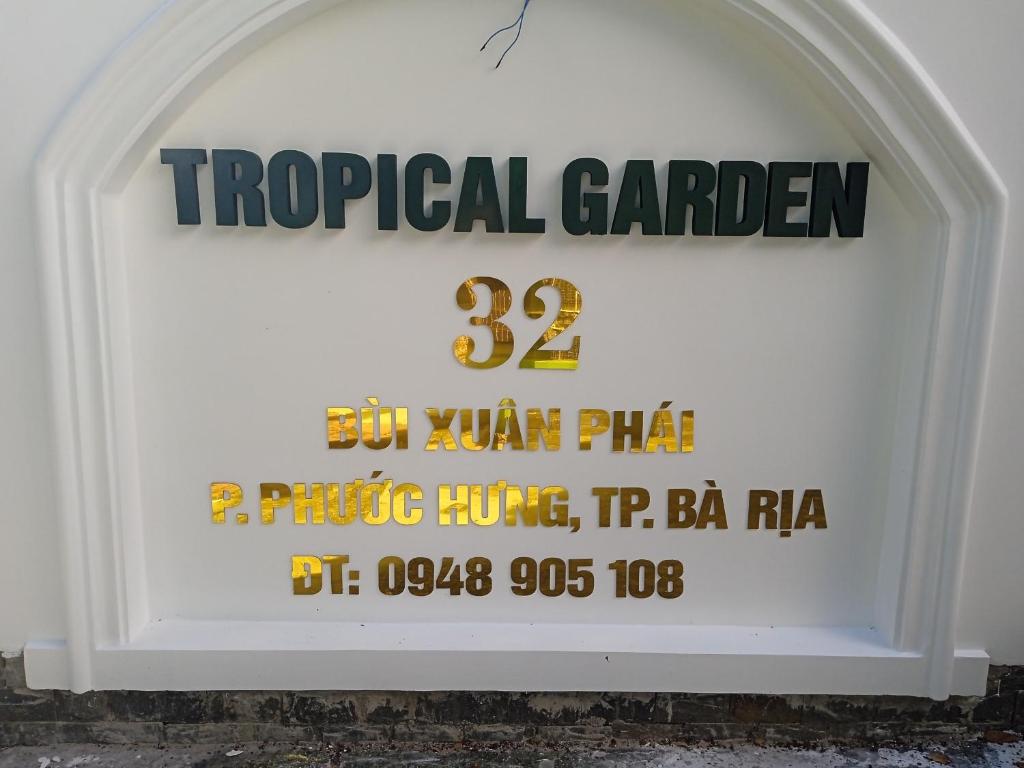 TROPICAL GARDEN
32
BÙI XUÂN PHÁI
P. PHƯỚC HƯNG, TP. BÀ RỊA
ĐT: 0948 905 108